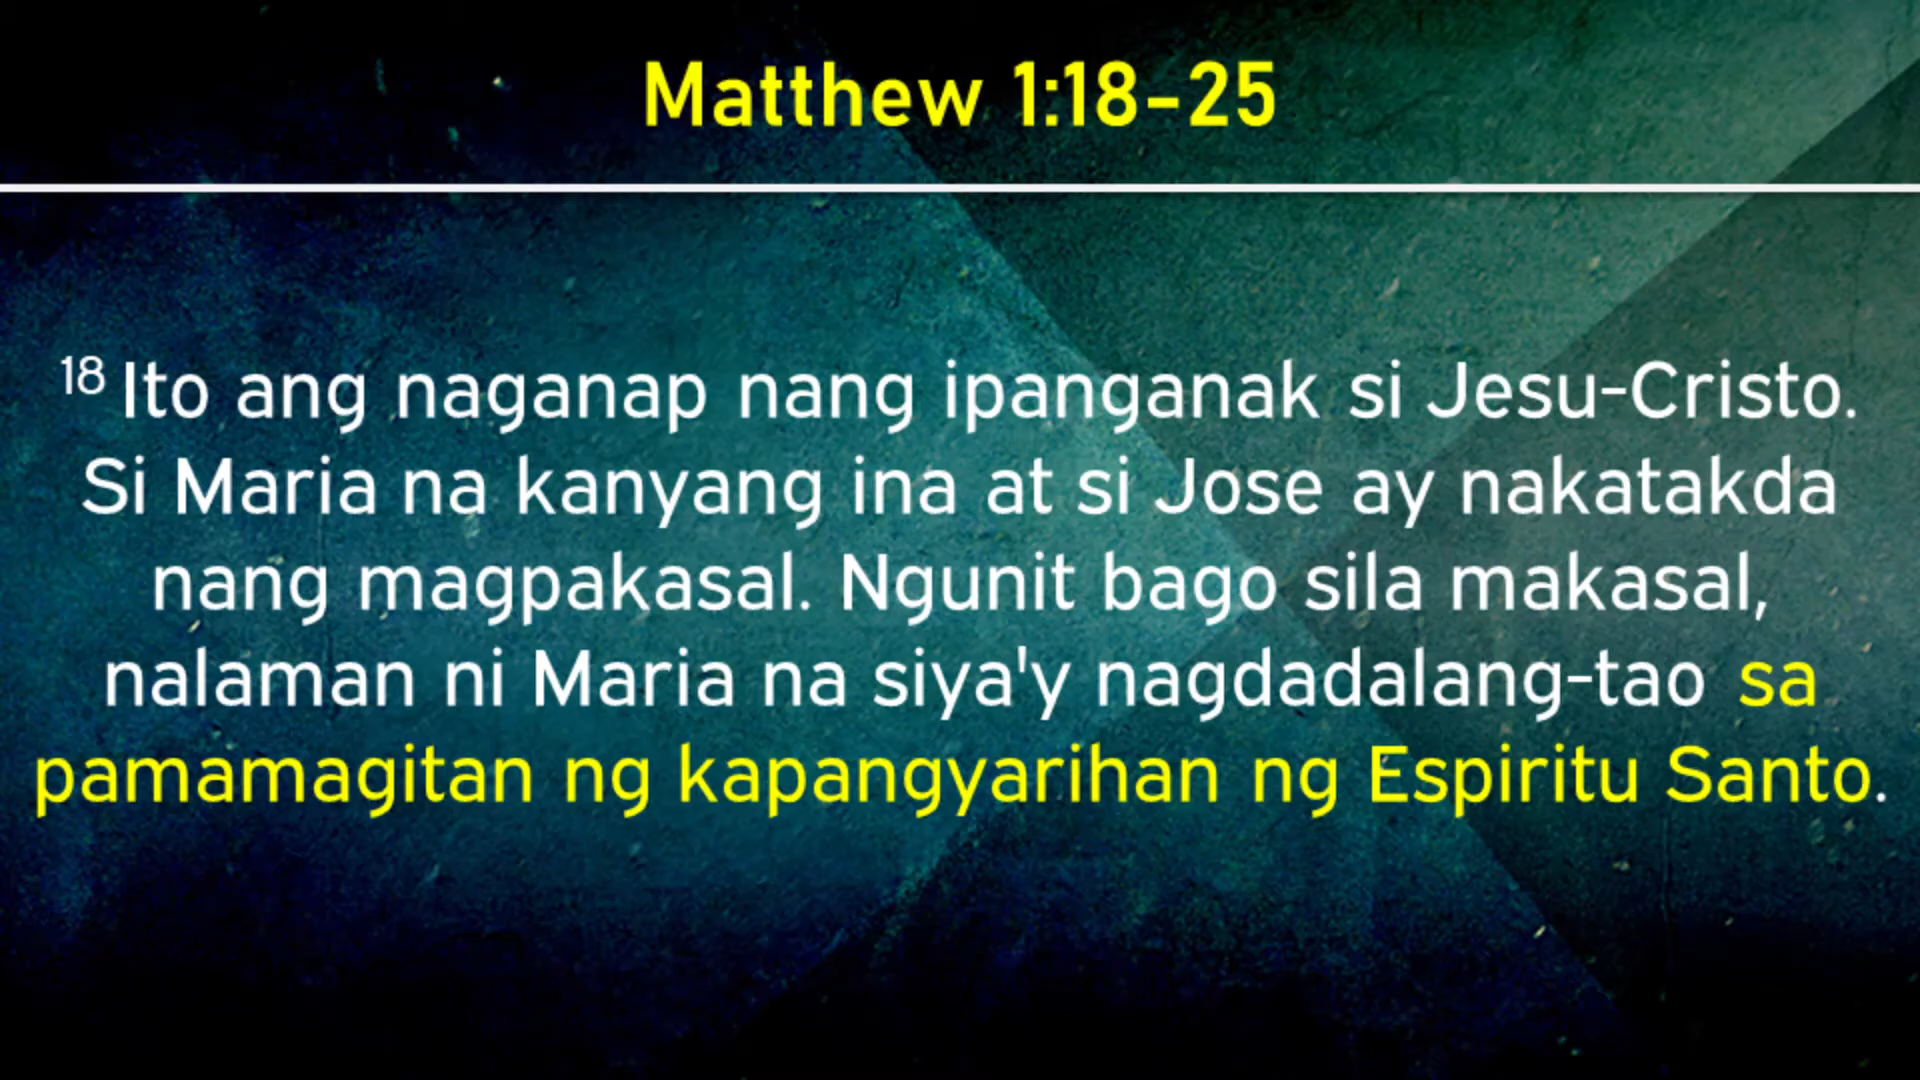 Matthew 1:18-25
18 Ito ang naganap nang ipanganak si Jesu-Cristo.
Si Maria na kanyang ina at si Jose ay nakatakda
nang magpakasal. Ngunit bago sila makasal,
nalaman ni Maria na siya'y nagdadalang-tao sa
pamamagitan ng kapangyarihan ng Espiritu Santo.